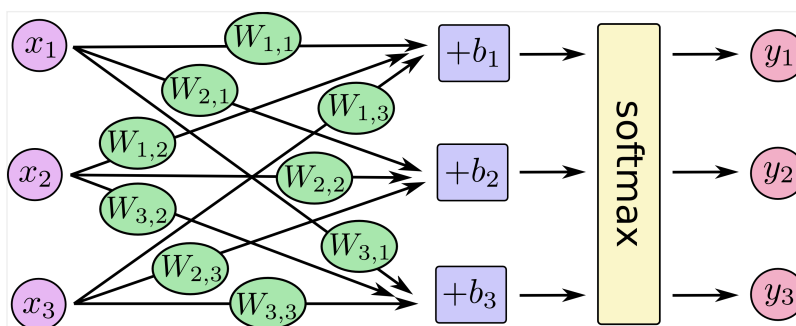 x₁ W₁,₁ +b₁ y₁
W₂,₁ W₁,₃
W₁,₂
x₂ W₂,₂ +b₂ softmax y₂
W₃,₂
W₃,₁
W₂,₃
x₃ W₃,₃ +b₃ y₃